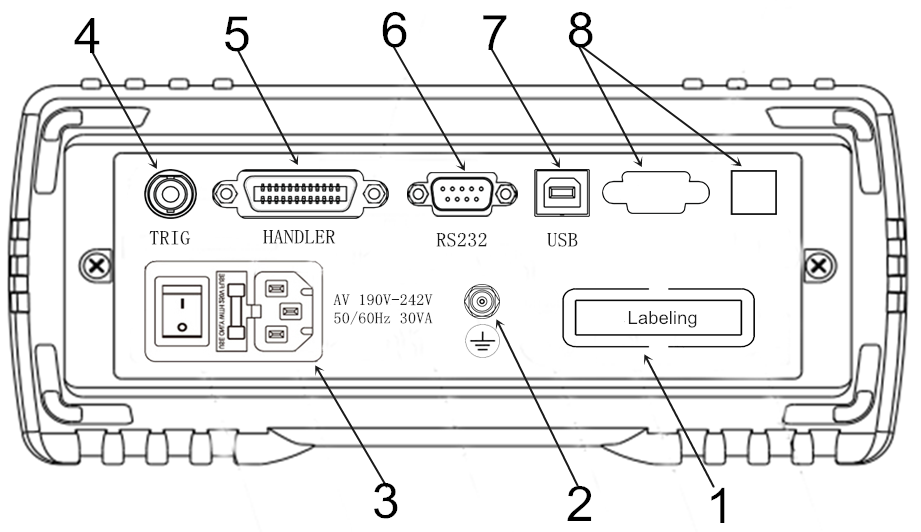 4 5 6 7 8
TRIG HANDLER RS232 USB
AV 190V-242V
50/60Hz 30VA
Labeling
3 2 1